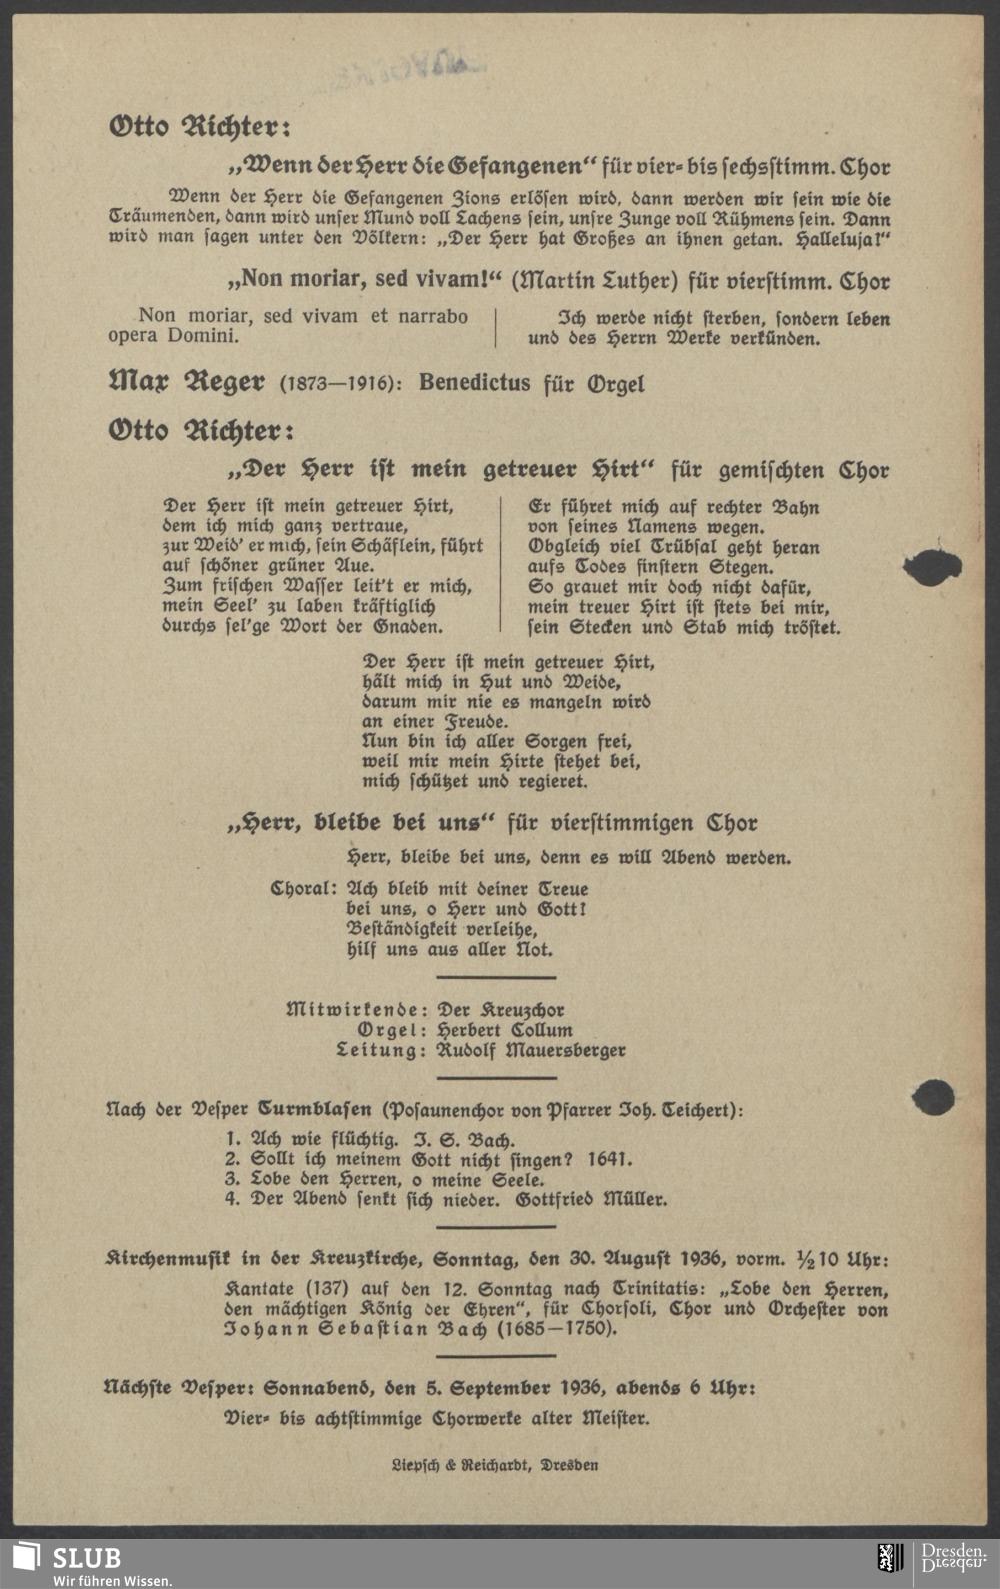 Otto Richter:
„Wenn der Herr die Gefangenen“ für vier- bis sechsstimm. Chor
Wenn der Herr die Gefangenen Zions erlösen wird, dann werden wir sein wie die
Träumenden, dann wird unser Mund voll Lachens sein, unsre Zunge voll Rühmens sein. Dann
wird man sagen unter den Völkern: „Der Herr hat Großes an ihnen getan. Halleluja!“
„Non moriar, sed vivam!“ (Martin Luther) für vierstimm. Chor
Non moriar, sed vivam et narrabo
opera Domini.
Ich werde nicht sterben, sondern leben
und des Herrn Werke verkünden.
Max Reger (1873—1916): Benedictus für Orgel
Otto Richter:
„Der Herr ist mein getreuer Hirt“ für gemischten Chor
Der Herr ist mein getreuer Hirt,
dem ich mich ganz vertraue,
zur Weid' er mich, sein Schäflein, führt
auf schöner grüner Aue.
Zum frischen Wasser leit't er mich,
mein Seel' zu laben kräftiglich
durchs sel'ge Wort der Gnaden.
Er führet mich auf rechter Bahn
von seines Namens wegen.
Obgleich viel Trübsal geht heran
aufs Todes finstern Stegen.
So grauet mir doch nicht dafür,
mein treuer Hirt ist stets bei mir,
sein Stecken und Stab mich tröstet.
Der Herr ist mein getreuer Hirt,
hält mich in Hut und Weide,
darum mir nie es mangeln wird
an einer Freude.
Nun bin ich aller Sorgen frei,
weil mir mein Hirte stehet bei,
mich schützet und regieret.
„Herr, bleibe bei uns“ für vierstimmigen Chor
Herr, bleibe bei uns, denn es will Abend werden.
Choral: Ach bleib mit deiner Treue
bei uns, o Herr und Gott!
Beständigkeit verleihe,
hilf uns aus aller Not.
Mitwirkende: Der Kreuzchor
Orgel: Herbert Collum
Leitung: Rudolf Mauersberger
Nach der Vesper Turmblasen (Posaunenchor von Pfarrer Joh. Teichert):
1. Ach wie flüchtig. J. S. Bach.
2. Sollt ich meinem Gott nicht singen? 1641.
3. Lobe den Herren, o meine Seele.
4. Der Abend senkt sich nieder. Gottfried Müller.
Kirchenmusik in der Kreuzkirche, Sonntag, den 30. August 1936, vorm. ½10 Uhr:
Kantate (137) auf den 12. Sonntag nach Trinitatis: „Lobe den Herren,
den mächtigen König der Ehren“, für Chorsoli, Chor und Orchester von
Johann Sebastian Bach (1685—1750).
Nächste Vesper: Sonnabend, den 5. September 1936, abends 6 Uhr:
Vier- bis achtstimmige Chorwerke alter Meister.
Liepsch & Reichardt, Dresden
SLUB
Wir führen Wissen.
Dresden.
Dresden.